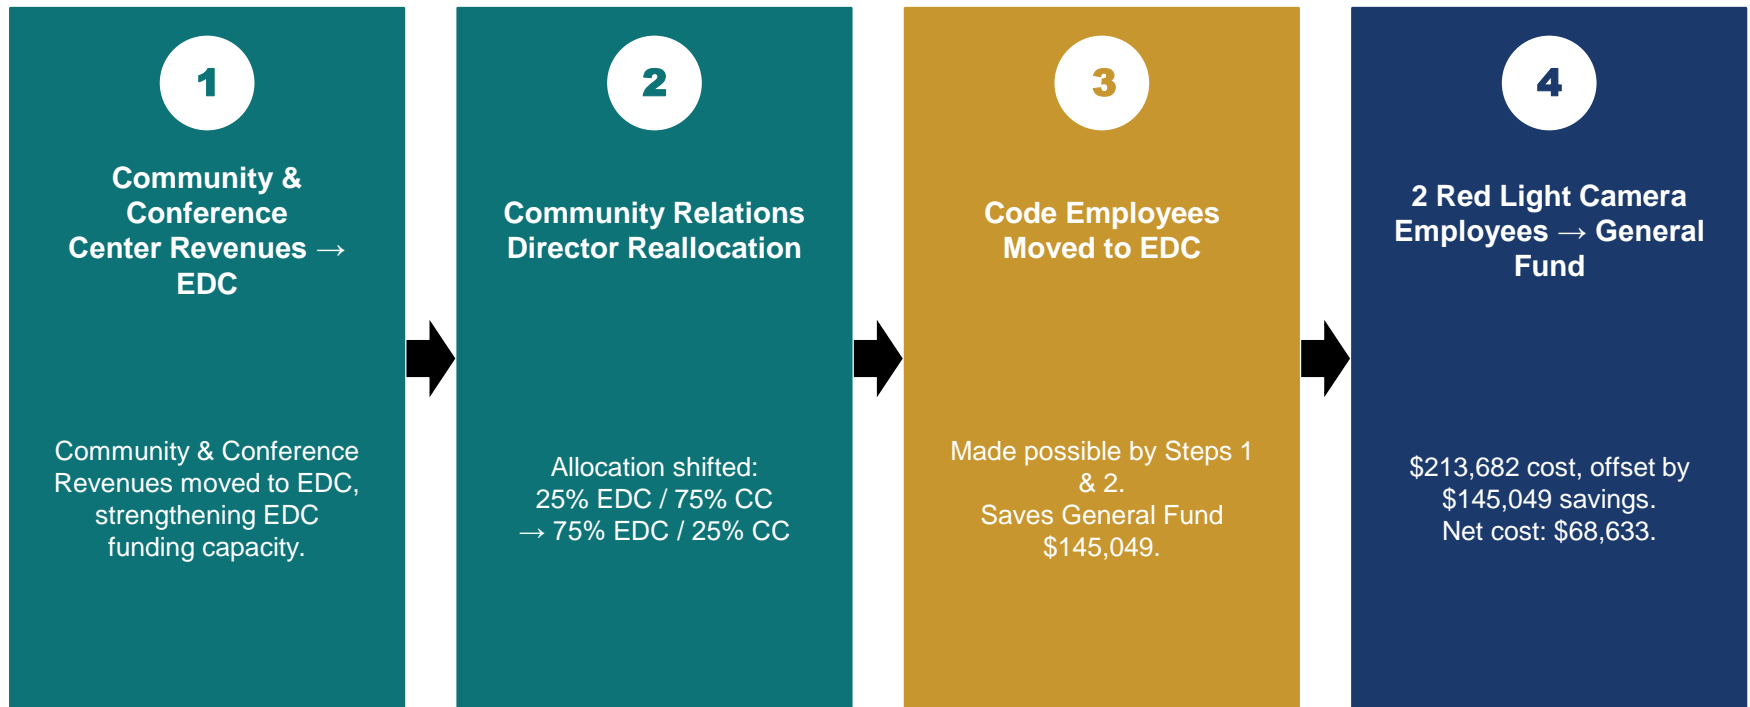 1
Community &
Conference
Center Revenues →
EDC
Community & Conference
Revenues moved to EDC,
strengthening EDC
funding capacity.
2
Community Relations
Director Reallocation
Allocation shifted:
25% EDC / 75% CC
→ 75% EDC / 25% CC
3
Code Employees
Moved to EDC
Made possible by Steps 1
& 2.
Saves General Fund
$145,049.
4
2 Red Light Camera
Employees → General
Fund
$213,682 cost, offset by
$145,049 savings.
Net cost: $68,633.